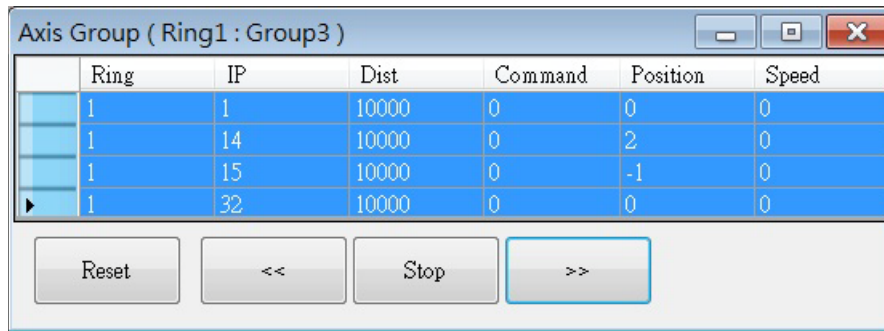 Axis Group ( Ring1 : Group3 )
Ring IP Dist Command Position Speed
1 1 10000 0 0 0
1 14 10000 0 2 0
1 15 10000 0 -1 0
1 32 10000 0 0 0
Reset << Stop >>